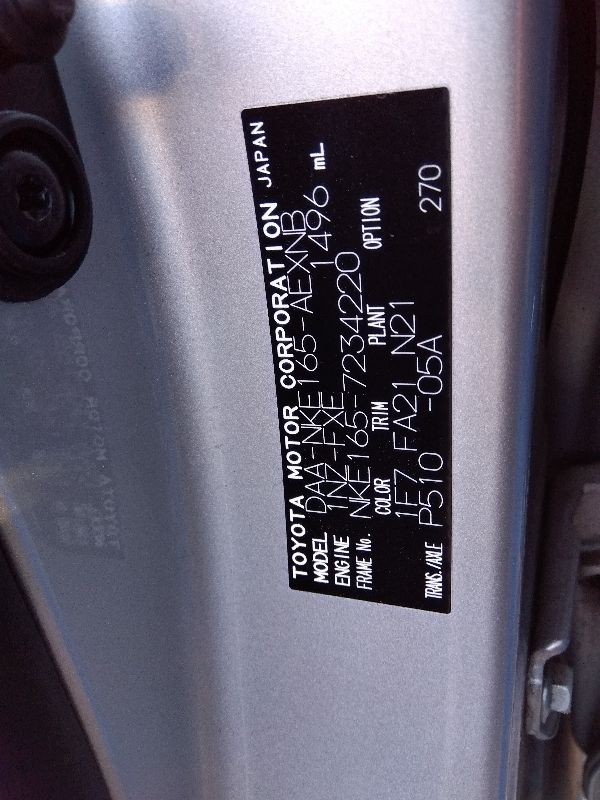 TOYOTA MOTOR CORPORATION JAPAN
MODEL DAA-NKE165-AEXNB
ENGINE 1NZ-FXE 1496 mL
FRAME No. NKE165-7234220
COLOR TRIM PLANT OPTION
1F7 FA21 N21
TRANS./AXLE P510 -05A 270